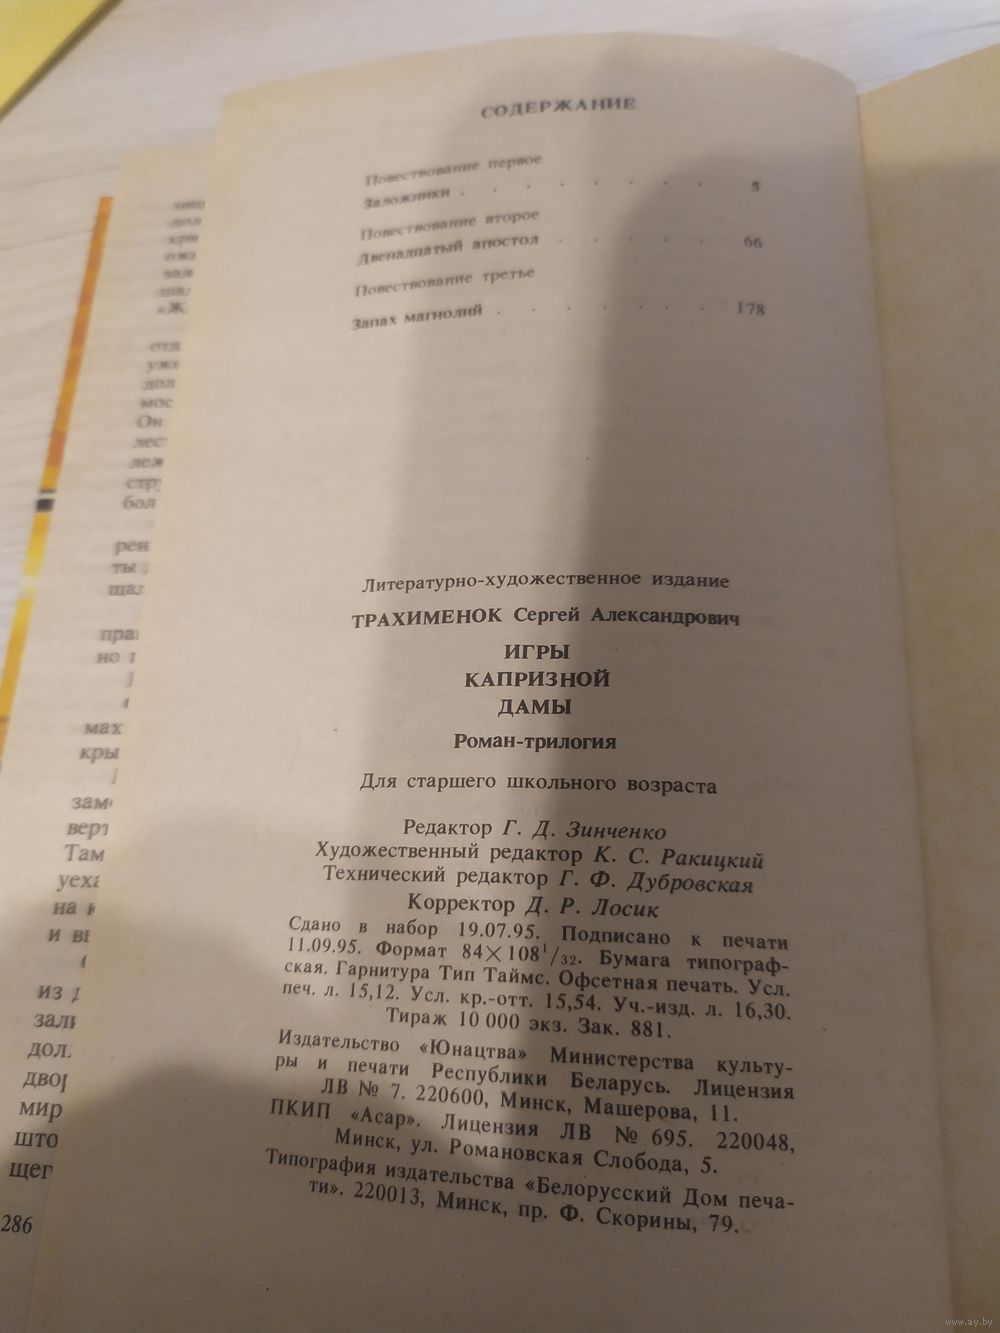 СОДЕРЖАНИЕ
Повествование первое
Заложники . . . . . . . . 5
Повествование второе
Двенадцатый апостол . . . . . 66
Повествование третье
Запах магнолий . . . . . . . 178
Литературно-художественное издание
ТРАХИМЕНОК Сергей Александрович
ИГРЫ
КАПРИЗНОЙ
ДАМЫ
Роман-трилогия
Для старшего школьного возраста
Редактор Г. Д. Зинченко
Художественный редактор К. С. Ракицкий
Технический редактор Г. Ф. Дубровская
Корректор Д. Р. Лосик
Сдано в набор 19.07.95. Подписано к печати
11.09.95. Формат 84×108¹/₃₂. Бумага типограф-
ская. Гарнитура Тип Таймс. Офсетная печать. Усл.
печ. л. 15,12. Усл. кр.-отт. 15,54. Уч.-изд. л. 16,30.
Тираж 10 000 экз. Зак. 881.
Издательство «Юнацтва» Министерства культу-
ры и печати Республики Беларусь. Лицензия
ЛВ № 7. 220600, Минск, Машерова, 11.
ПКИП «Асар». Лицензия ЛВ № 695. 220048,
Минск, ул. Романовская Слобода, 5.
Типография издательства «Белорусский Дом печа-
ти». 220013, Минск, пр. Ф. Скорины, 79.
286
www.ay.by